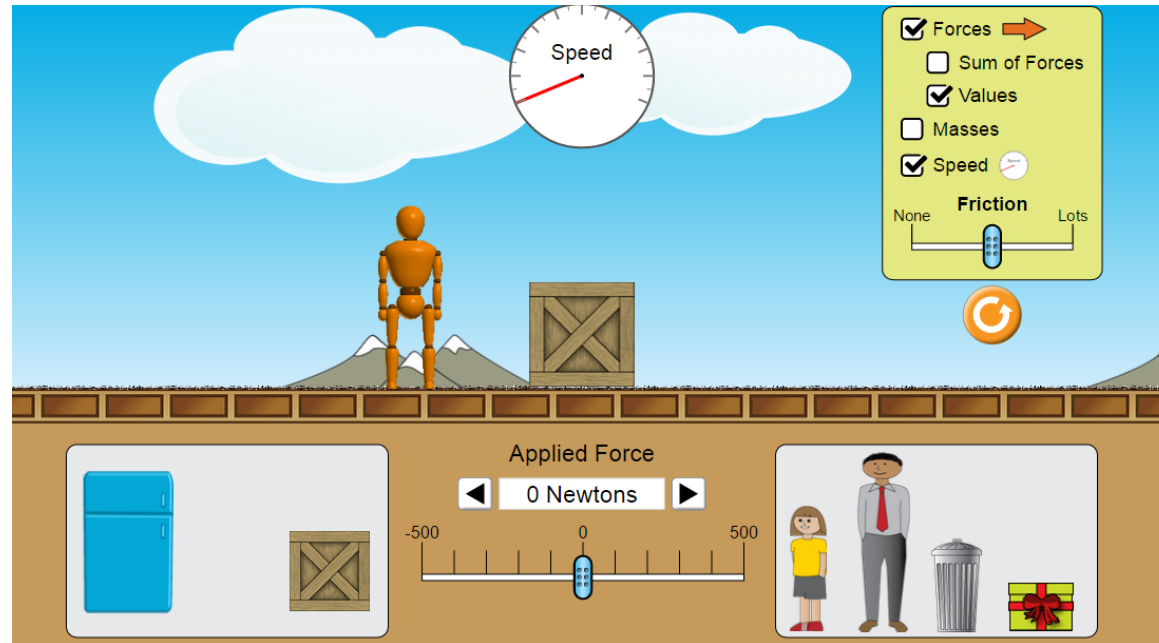 Speed
Forces
Sum of Forces
Values
Masses
Speed
Friction
None
Lots
Applied Force
0 Newtons
-500
0
500